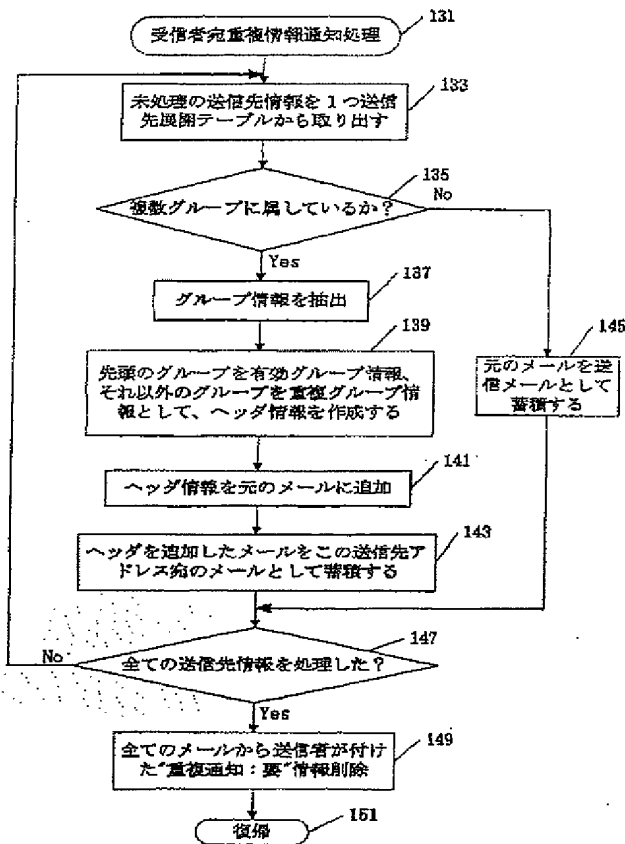 受信者宛重複情報通知処理
131
未処理の送信先情報を1つ送信
先展開テーブルから取り出す
133
複数グループに属しているか?
135
No
Yes
グループ情報を抽出
137
先頭のグループを有効グループ情報、
それ以外のグループを重複グループ情
報として、ヘッダ情報を作成する
139
元のメールを送
信メールとして
蓄積する
145
ヘッダ情報を元のメールに追加
141
ヘッダを追加したメールをこの送信先ア
ドレス宛のメールとして蓄積する
143
全ての送信先情報を処理した?
147
No
Yes
全てのメールから送信者が付け
た"重複通知:要"情報削除
149
復帰
151